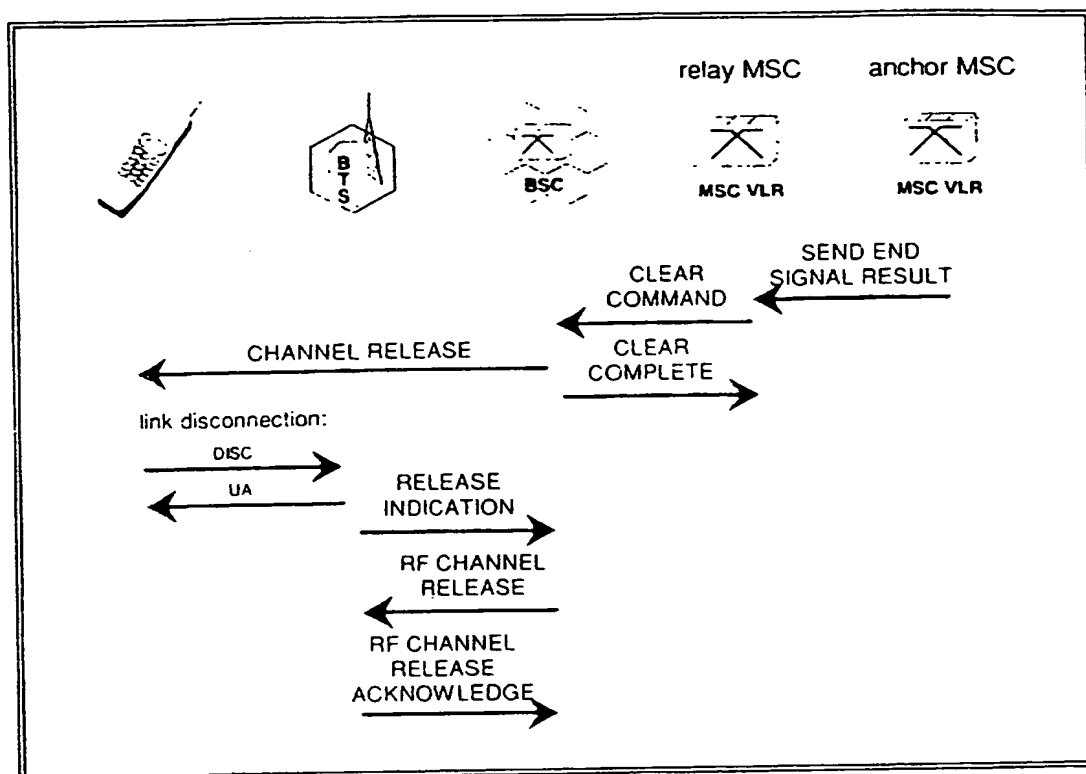 relay MSC
anchor MSC
B
T
S
BSC
MSC VLR
MSC VLR
SEND END
SIGNAL RESULT
CLEAR
COMMAND
CHANNEL RELEASE
CLEAR
COMPLETE
link disconnection:
DISC
UA
RELEASE
INDICATION
RF CHANNEL
RELEASE
RF CHANNEL
RELEASE
ACKNOWLEDGE